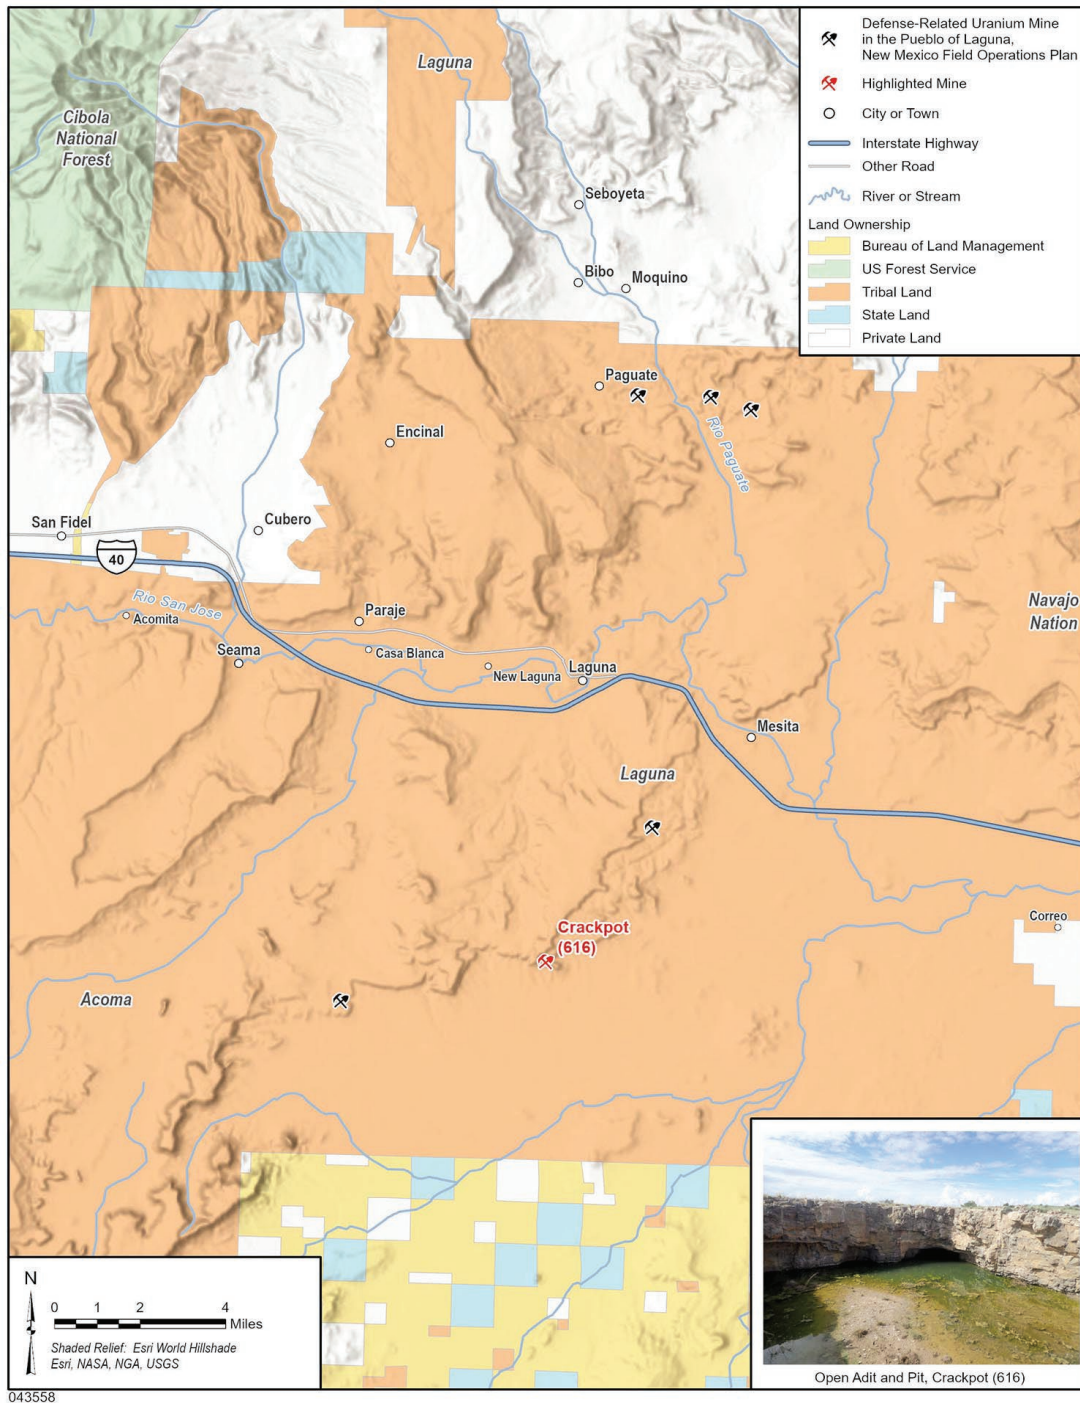 Defense-Related Uranium Mine
in the Pueblo of Laguna,
New Mexico Field Operations Plan
Highlighted Mine
City or Town
Interstate Highway
Other Road
River or Stream
Land Ownership
Bureau of Land Management
US Forest Service
Tribal Land
State Land
Private Land
Laguna
Cibola
National
Forest
Seboyeta
Bibo
Moquino
Paguate
Rio Paguate
Encinal
San Fidel
Cubero
40
Rio San Jose
Acomita
Paraje
Navajo
Nation
Seama
Casa Blanca
New Laguna
Laguna
Mesita
Laguna
Crackpot
(616)
Correo
Acoma
N
0 1 2 4
Miles
Shaded Relief: Esri World Hillshade
Esri, NASA, NGA, USGS
Open Adit and Pit, Crackpot (616)
043558